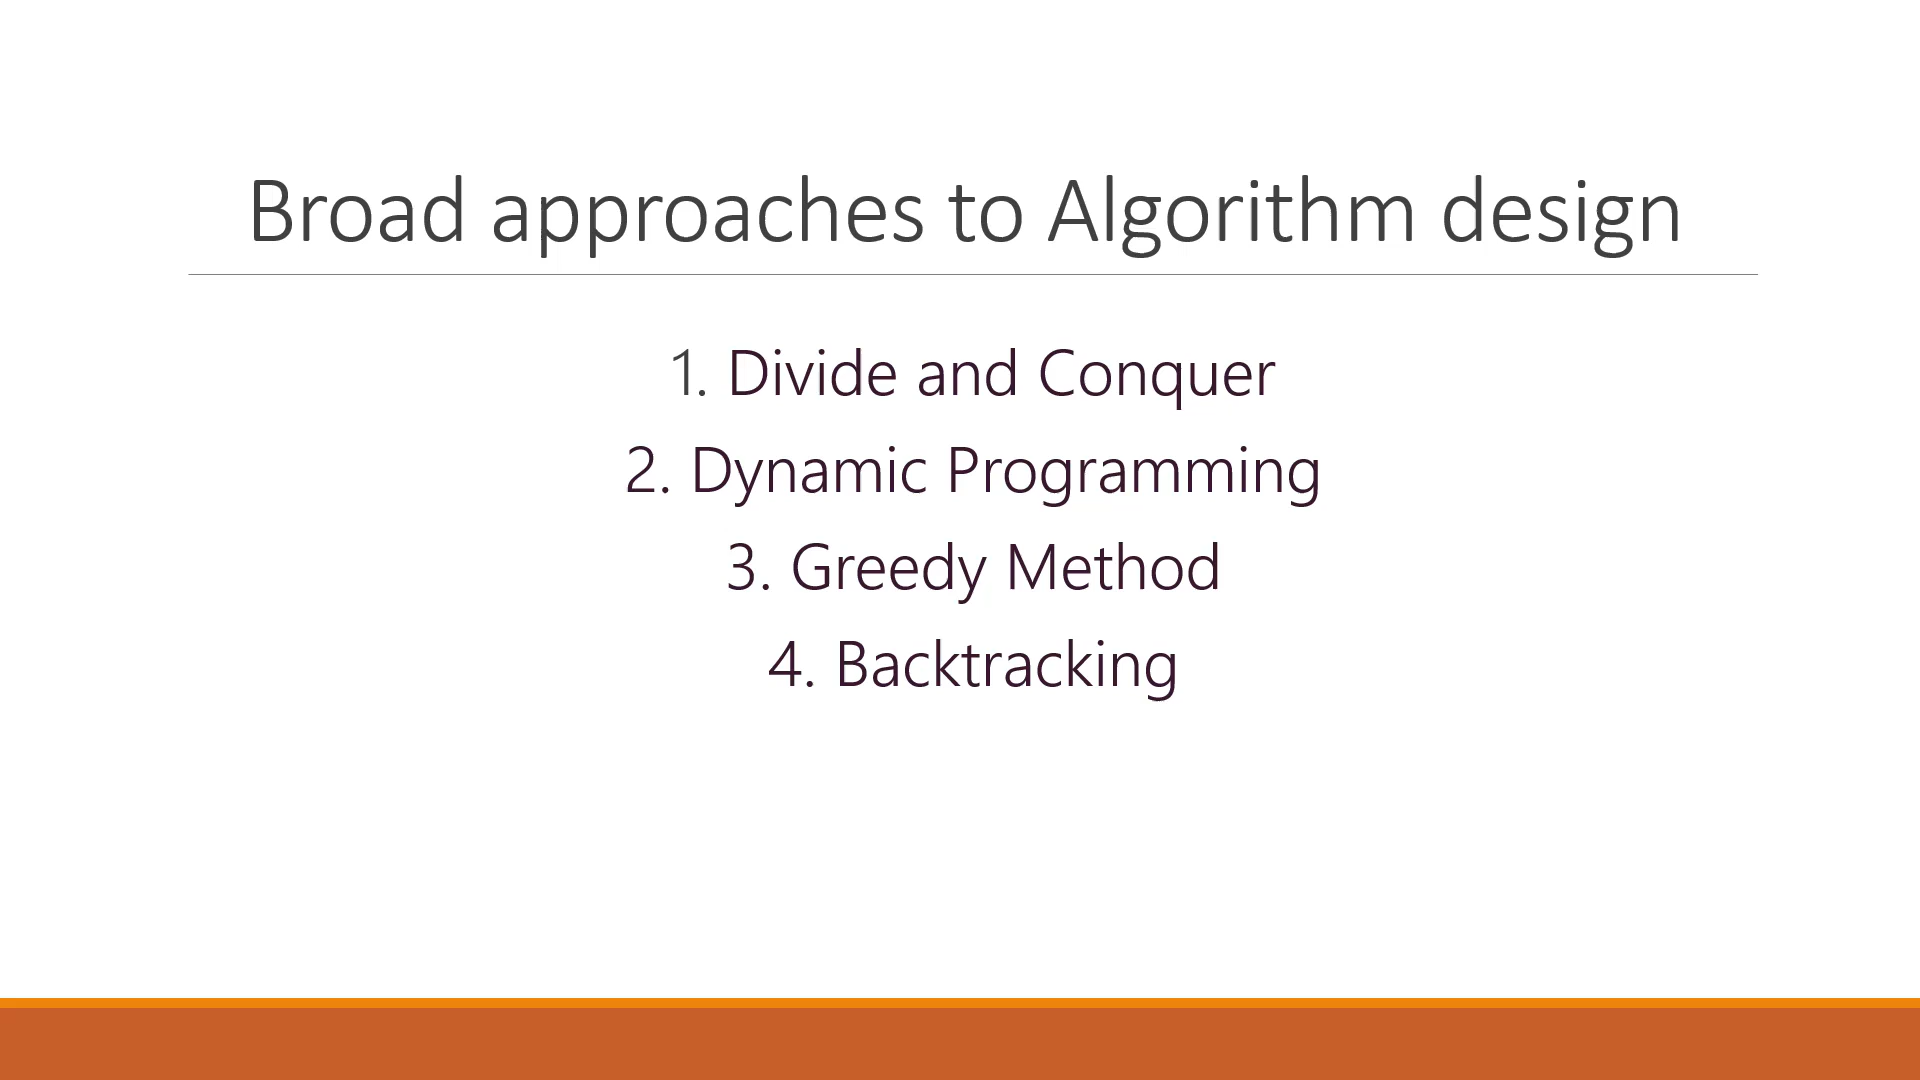 Broad approaches to Algorithm design
1. Divide and Conquer
2. Dynamic Programming
3. Greedy Method
4. Backtracking